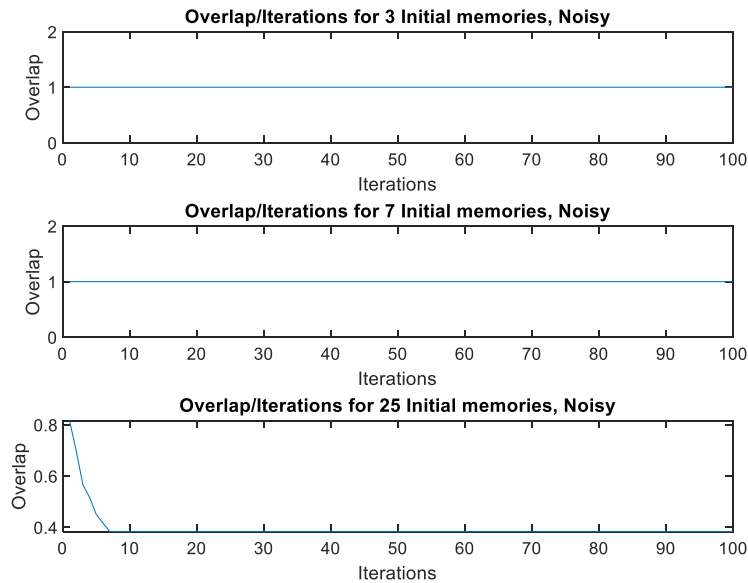 Overlap/Iterations for 3 Initial memories, Noisy
2
1
0
Overlap
0 10 20 30 40 50 60 70 80 90 100
Iterations
Overlap/Iterations for 7 Initial memories, Noisy
2
1
0
Overlap
0 10 20 30 40 50 60 70 80 90 100
Iterations
Overlap/Iterations for 25 Initial memories, Noisy
0.8
0.6
0.4
Overlap
0 10 20 30 40 50 60 70 80 90 100
Iterations